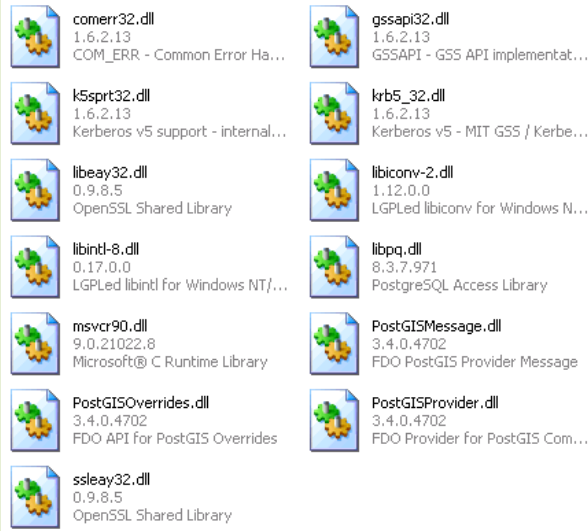 comerr32.dll
1.6.2.13
COM_ERR - Common Error Ha...
gssapi32.dll
1.6.2.13
GSSAPI - GSS API implementat...
k5sprt32.dll
1.6.2.13
Kerberos v5 support - internal...
krb5_32.dll
1.6.2.13
Kerberos v5 - MIT GSS / Kerbe...
libeay32.dll
0.9.8.5
OpenSSL Shared Library
libiconv-2.dll
1.12.0.0
LGPLed libiconv for Windows N...
libintl-8.dll
0.17.0.0
LGPLed libintl for Windows NT/...
libpq.dll
8.3.7.971
PostgreSQL Access Library
msvcr90.dll
9.0.21022.8
Microsoft® C Runtime Library
PostGISMessage.dll
3.4.0.4702
FDO PostGIS Provider Message
PostGISOverrides.dll
3.4.0.4702
FDO API for PostGIS Overrides
PostGISProvider.dll
3.4.0.4702
FDO Provider for PostGIS Com...
ssleay32.dll
0.9.8.5
OpenSSL Shared Library